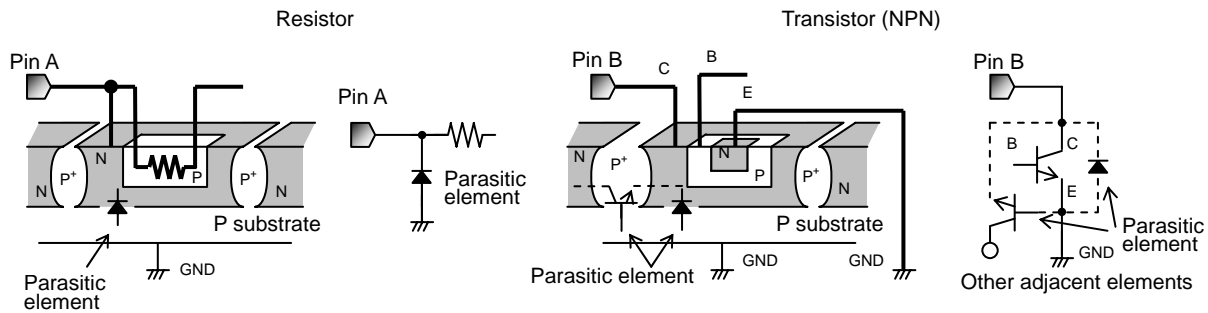 Resistor
Transistor (NPN)
Pin A
Pin A
N
N
P+
P
P+
N
Parasitic
element
P substrate
GND
Parasitic
element
Pin B
C
B
E
N
P+
N
N
P
P+
N
P substrate
Parasitic element
GND
GND
Pin B
B
C
E
Parasitic
element
GND
Other adjacent elements